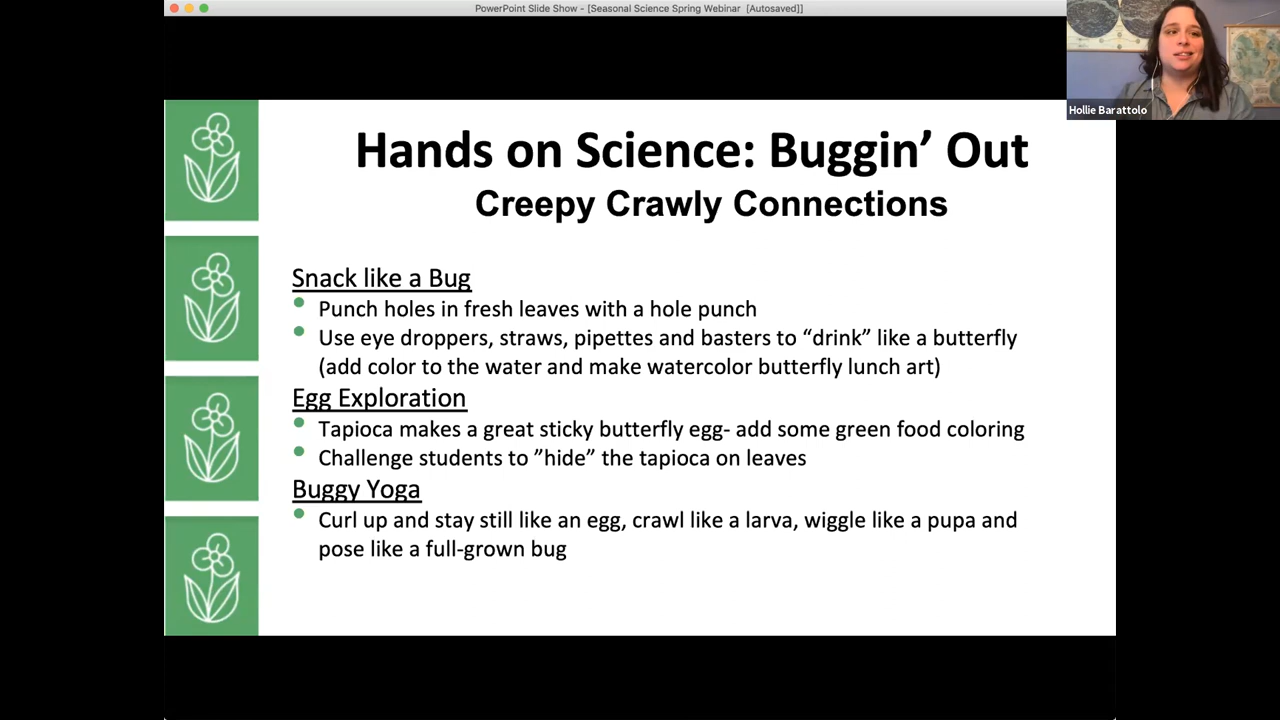 PowerPoint Slide Show - [Seasonal Science Spring Webinar  [Autosaved]]
Hollie Barattolo
Hands on Science: Buggin’ Out
Creepy Crawly Connections
Snack like a Bug
• Punch holes in fresh leaves with a hole punch
• Use eye droppers, straws, pipettes and basters to “drink” like a butterfly
(add color to the water and make watercolor butterfly lunch art)
Egg Exploration
• Tapioca makes a great sticky butterfly egg- add some green food coloring
• Challenge students to ”hide” the tapioca on leaves
Buggy Yoga
• Curl up and stay still like an egg, crawl like a larva, wiggle like a pupa and
pose like a full-grown bug